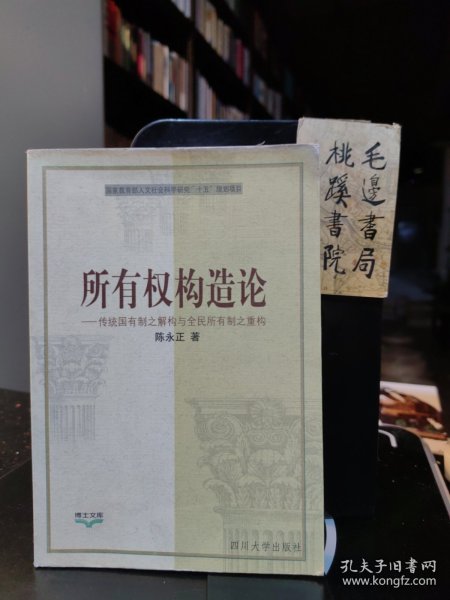 国家教育部人文社会科学研究“十五”规划项目
所有权构造论
——传统国有制之解构与全民所有制之重构
陈永正 著
博士文库
四川大学出版社
毛邊書局
桃蹊書院
孔夫子旧书网
www.kongfz.com